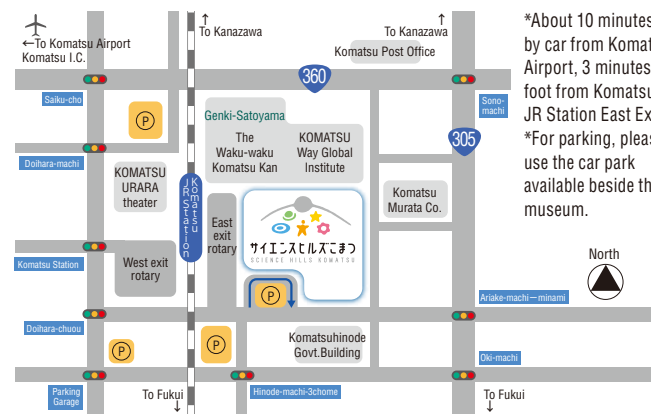 ←To Komatsu Airport
Komatsu I.C.
↑
To Kanazawa
↑
To Kanazawa
Komatsu Post Office
360
Saiku-cho
P
Genki-Satoyama
The
Waku-waku
Komatsu Kan
KOMATSU
Way Global
Institute
Sono-
machi
305
Doihara-machi
KOMATSU
URARA
theater
Komatsu
JR Station
East
exit
rotary
サイエンスヒルズこまつ
SCIENCE HILLS KOMATSU
Komatsu
Murata Co.
Komatsu Station
West exit
rotary
P
Ariake-machi—minami
Doihara-chuou
P
P
Komatsuhinode
Govt.Building
Oki-machi
Parking
Garage
To Fukui
↓
Hinode-machi-3chome
To Fukui
↓
*About 10 minutes
by car from Komat
Airport, 3 minutes
foot from Komatsu
JR Station East Ex
*For parking, pleas
use the car park
available beside th
museum.
North